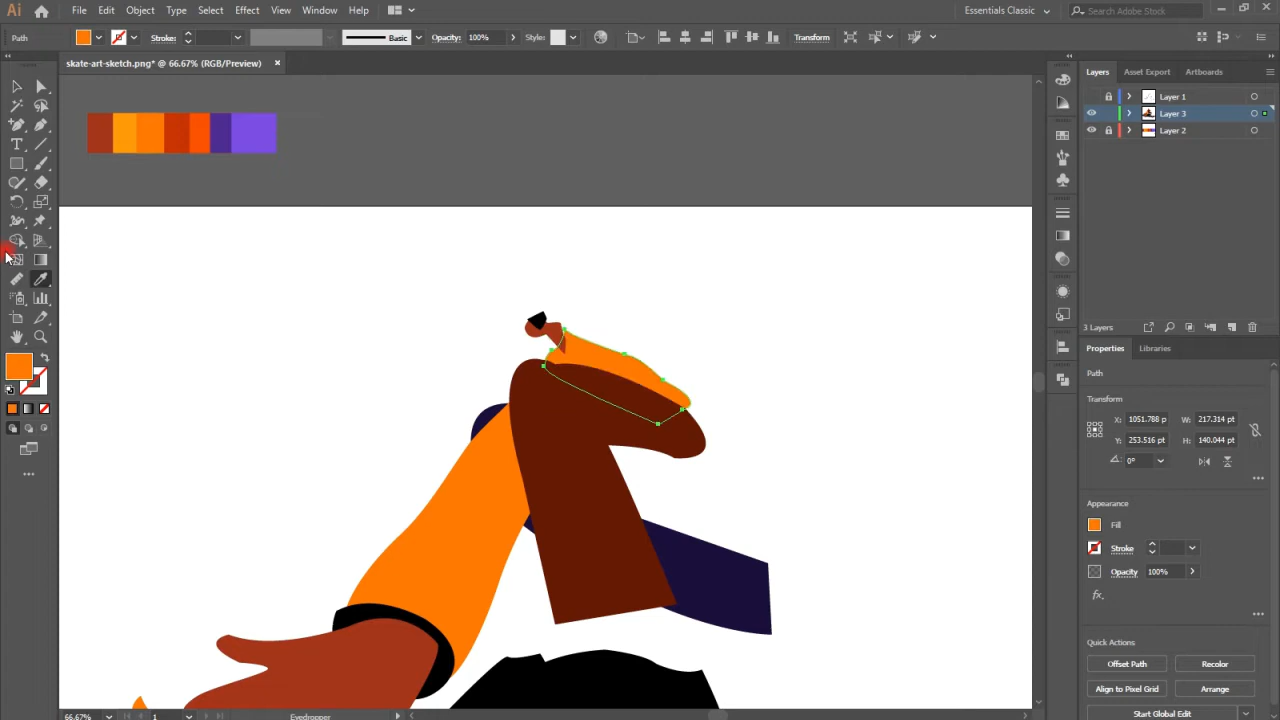 Ai File Edit Object Type Select Effect View Window Help Essentials Classic Search Adobe Stock
Path Stroke: Basic Opacity: 100% Style: Transform
skate-art-sketch.png* @ 66.67% (RGB/Preview) ×
Layers Asset Export Artboards
Layer 1
Layer 3
Layer 2
3 Layers
Properties Libraries
Path
Transform
X: 1051.788 p W: 217.314 pt
Y: 253.516 pt H: 140.044 pt
0°
Appearance
Fill
Stroke
Opacity 100%
fx.
Quick Actions
Offset Path Recolor
Align to Pixel Grid Arrange
Start Global Edit
66.67% 1 Eyedropper